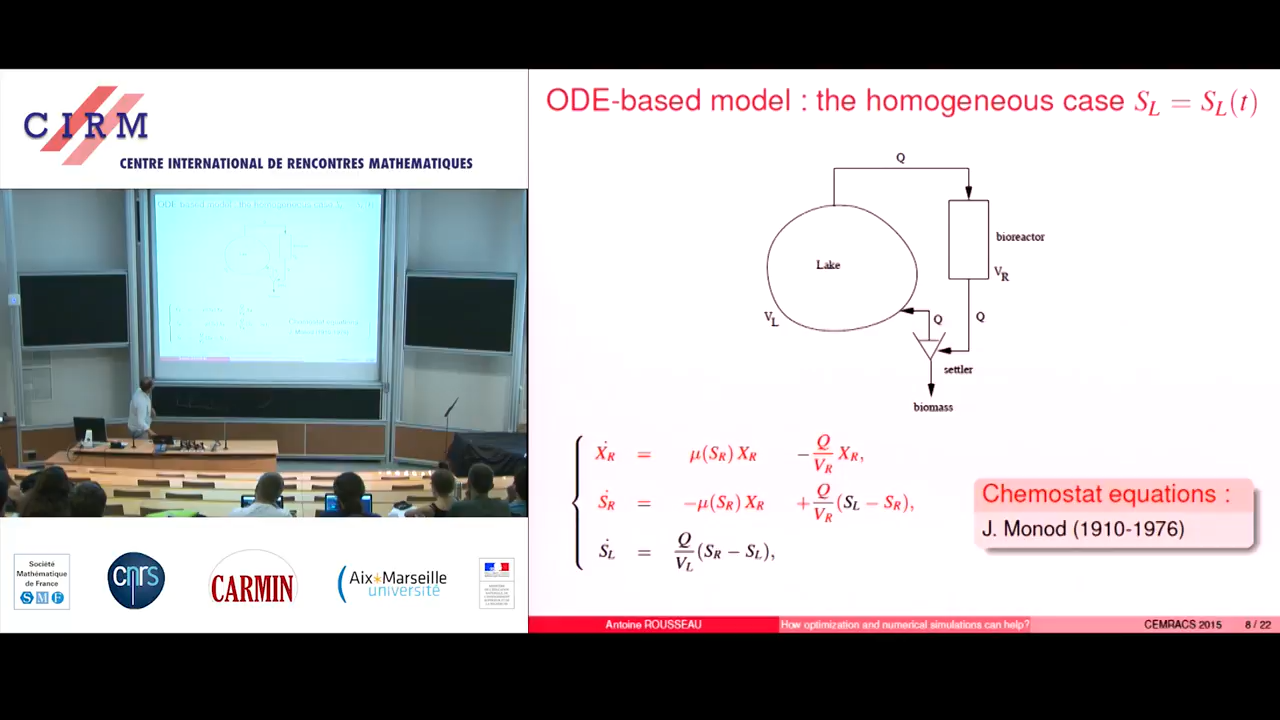 CIRM
CENTRE INTERNATIONAL DE RENCONTRES MATHEMATIQUES
ODE-based model : the homogeneous case S_L = S_L(t)
Q
bioreactor
V_R
Lake
V_L
Q
Q
settler
biomass
Ẋ_R = μ(S_R) X_R − Q/V_R X_R,
Ṡ_R = −μ(S_R) X_R + Q/V_R (S_L − S_R),
Ṡ_L = Q/V_L (S_R − S_L),
Chemostat equations :
J. Monod (1910-1976)
Société
Mathématique
de France
S M F
cnrs
CARMIN
Aix*Marseille
université
Antoine ROUSSEAU
How optimization and numerical simulations can help?
CEMRACS 2015
8 / 22